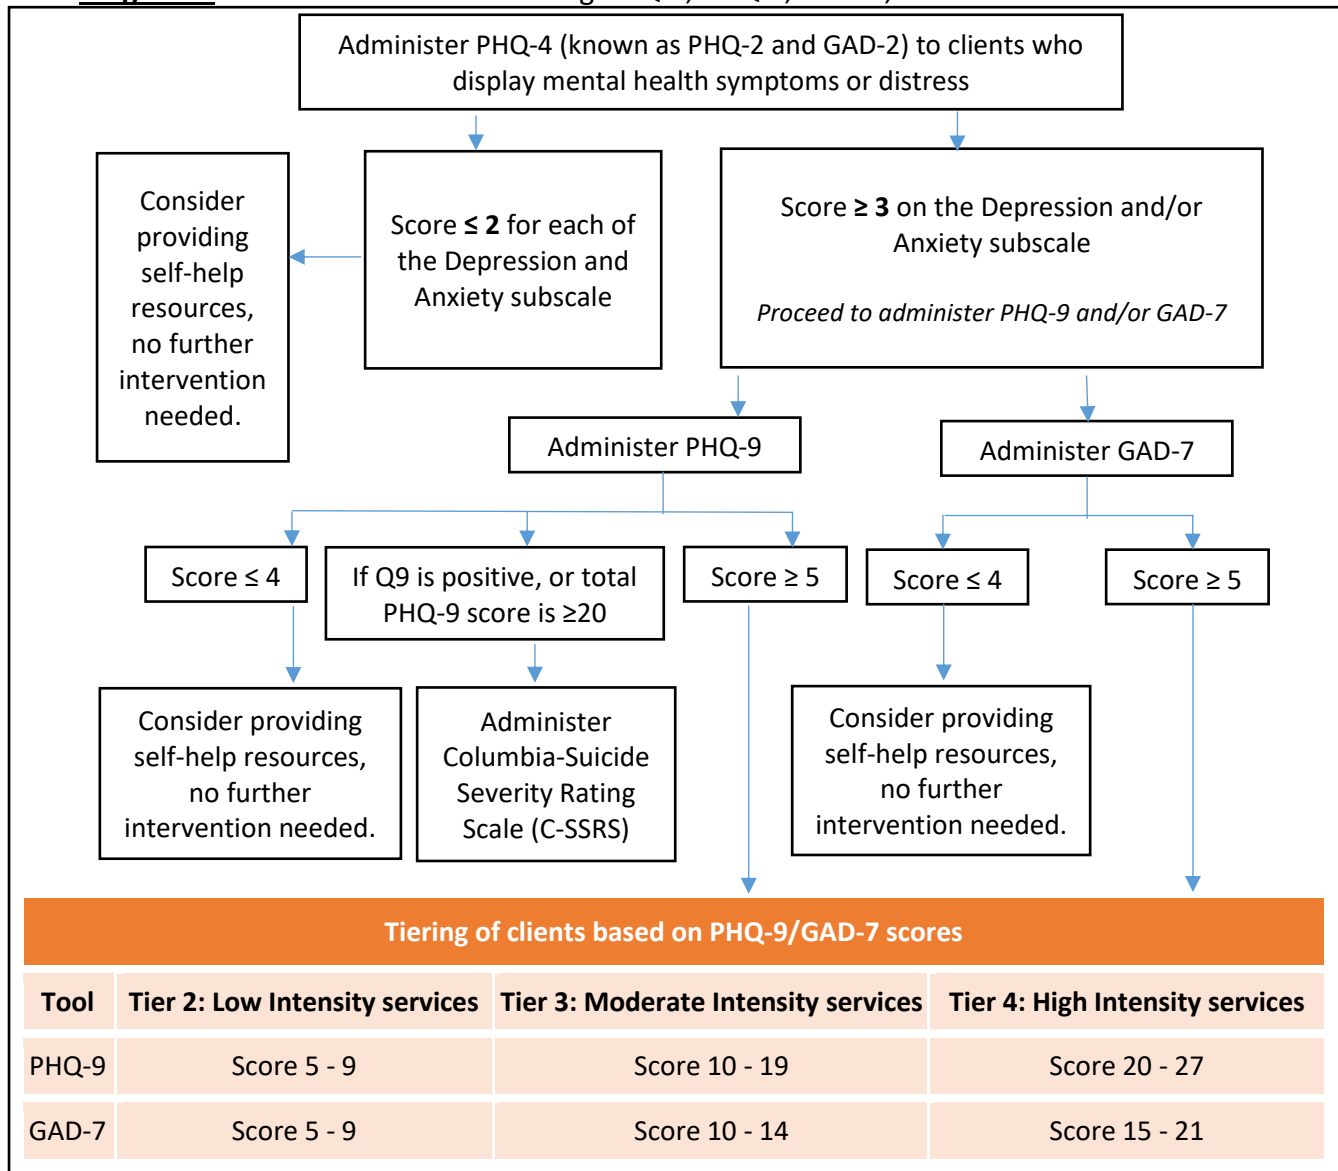 Administer PHQ-4 (known as PHQ-2 and GAD-2) to clients who
display mental health symptoms or distress
Consider
providing
self-help
resources,
no further
intervention
needed.
Score ≤ 2 for each of
the Depression and
Anxiety subscale
Score ≥ 3 on the Depression and/or
Anxiety subscale
Proceed to administer PHQ-9 and/or GAD-7
Administer PHQ-9
Administer GAD-7
Score ≤ 4
If Q9 is positive, or total
PHQ-9 score is ≥20
Score ≥ 5
Score ≤ 4
Score ≥ 5
Consider providing
self-help resources,
no further
intervention needed.
Administer
Columbia-Suicide
Severity Rating
Scale (C-SSRS)
Consider providing
self-help resources,
no further
intervention needed.
Tiering of clients based on PHQ-9/GAD-7 scores
Tool Tier 2: Low Intensity services Tier 3: Moderate Intensity services Tier 4: High Intensity services
PHQ-9 Score 5 - 9 Score 10 - 19 Score 20 - 27
GAD-7 Score 5 - 9 Score 10 - 14 Score 15 - 21